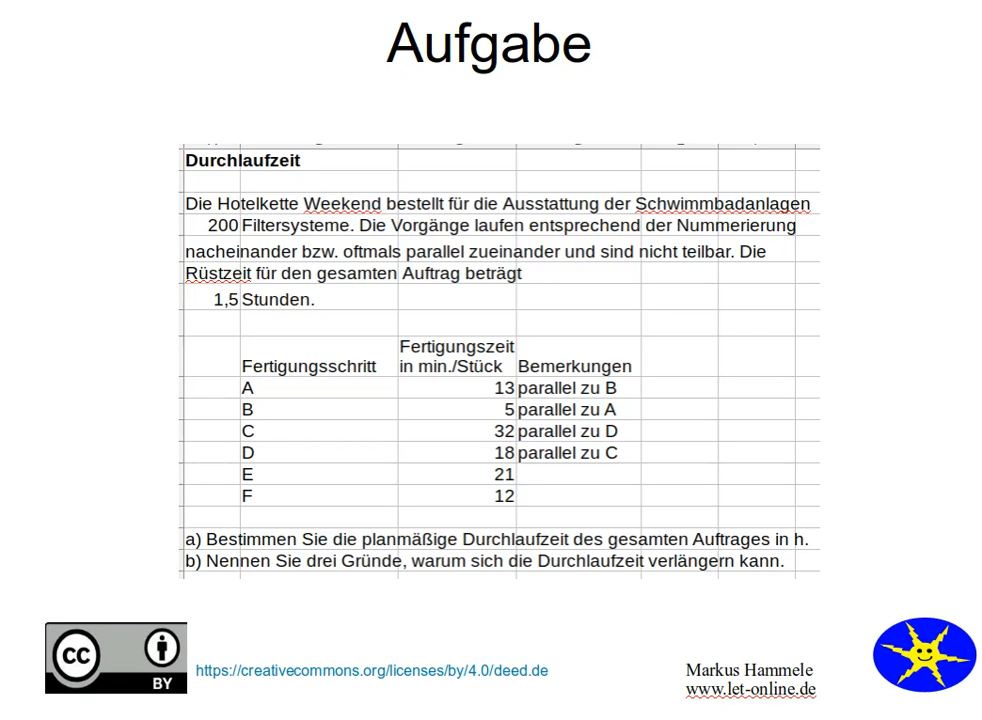 Aufgabe
Durchlaufzeit
Die Hotelkette Weekend bestellt für die Ausstattung der Schwimmbadanlagen
200 Filtersysteme. Die Vorgänge laufen entsprechend der Nummerierung
nacheinander bzw. oftmals parallel zueinander und sind nicht teilbar. Die
Rüstzeit für den gesamten Auftrag beträgt
1,5 Stunden.
Fertigungszeit
Fertigungsschritt in min./Stück Bemerkungen
A 13 parallel zu B
B 5 parallel zu A
C 32 parallel zu D
D 18 parallel zu C
E 21
F 12
a) Bestimmen Sie die planmäßige Durchlaufzeit des gesamten Auftrages in h.
b) Nennen Sie drei Gründe, warum sich die Durchlaufzeit verlängern kann.
cc
BY
https://creativecommons.org/licenses/by/4.0/deed.de
Markus Hammele
www.let-online.de